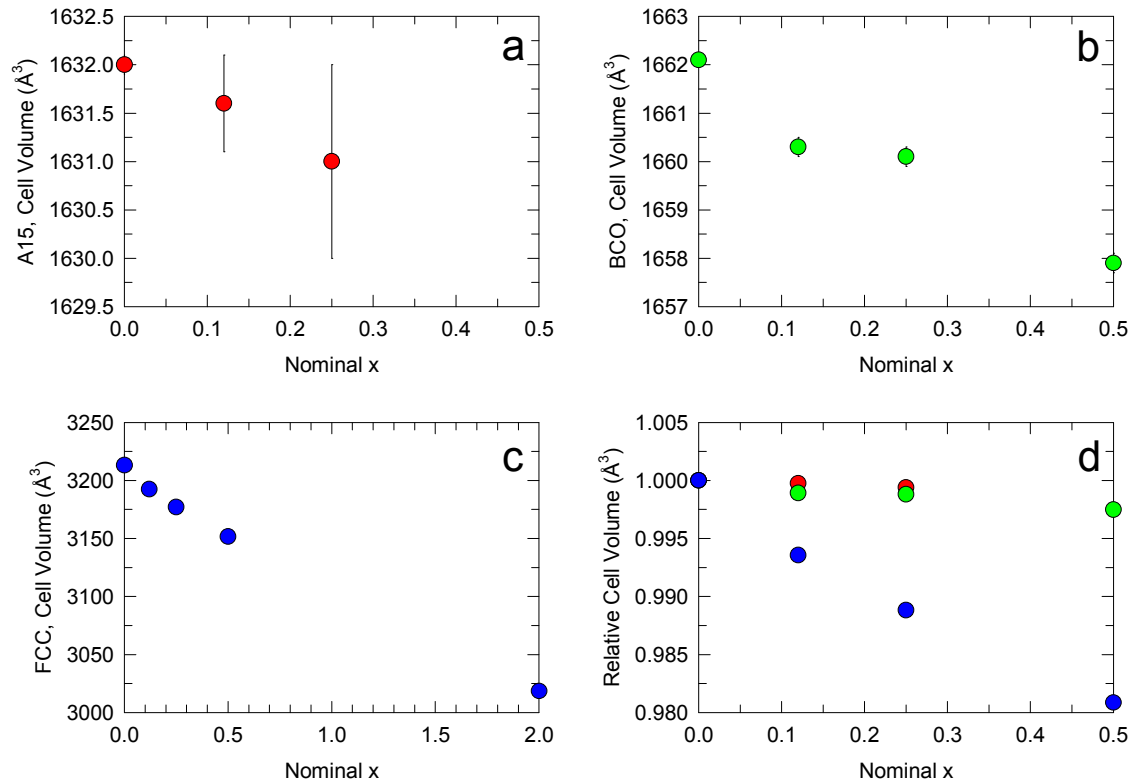 a
1632.5
1632.0
1631.5
1631.0
1630.5
1630.0
1629.5
0.0 0.1 0.2 0.3 0.4 0.5
A15, Cell Volume (Å³)
Nominal x
b
1663
1662
1661
1660
1659
1658
1657
0.0 0.1 0.2 0.3 0.4 0.5
BCO, Cell Volume (Å³)
Nominal x
c
3250
3200
3150
3100
3050
3000
0.0 0.5 1.0 1.5 2.0
FCC, Cell Volume (Å³)
Nominal x
d
1.005
1.000
0.995
0.990
0.985
0.980
0.0 0.1 0.2 0.3 0.4 0.5
Relative Cell Volume (Å³)
Nominal x